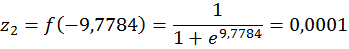 z₂ = f(−9,7784) = 1 / (1 + e^9,7784) = 0,0001